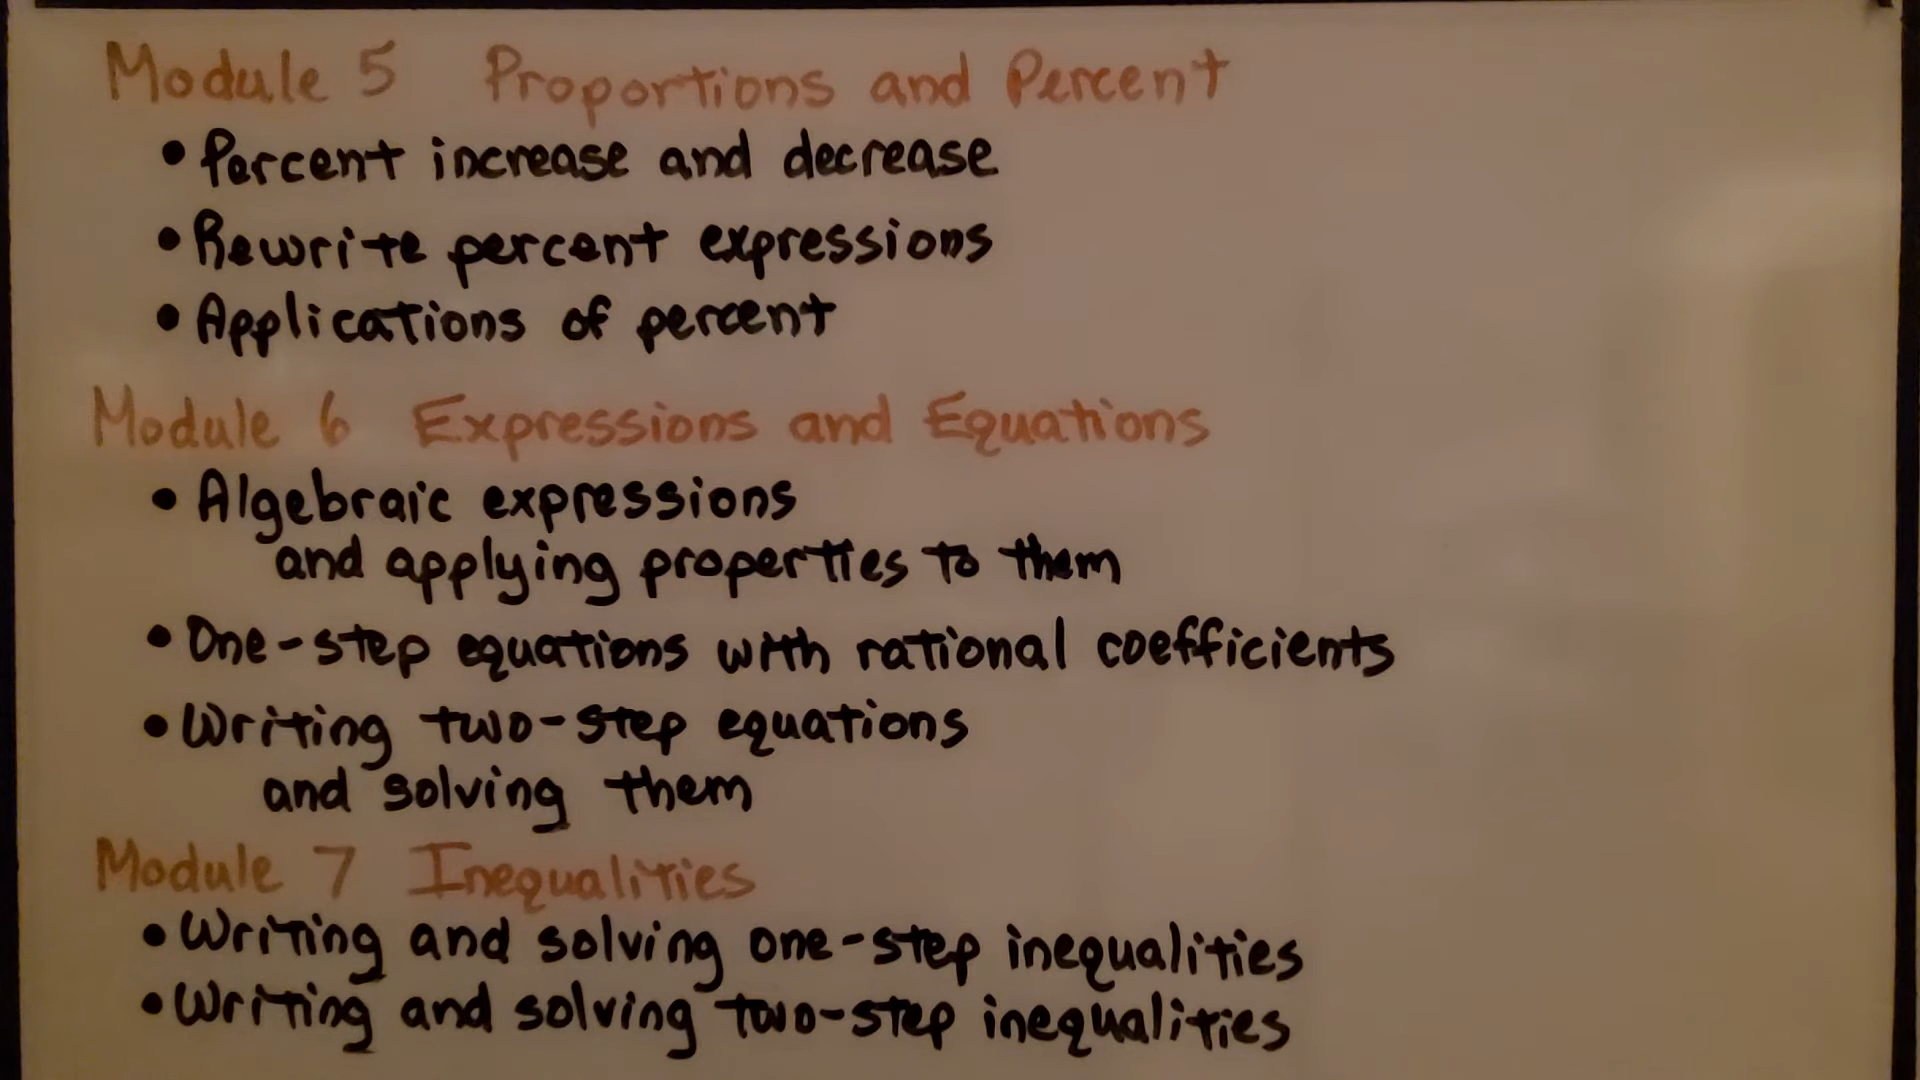 Module 5 Proportions and Percent
• Percent increase and decrease
• Rewrite percent expressions
• Applications of percent
Module 6 Expressions and Equations
• Algebraic expressions
and applying properties to them
• One-step equations with rational coefficients
• Writing two-step equations
and solving them
Module 7 Inequalities
• Writing and solving one-step inequalities
• Writing and solving two-step inequalities